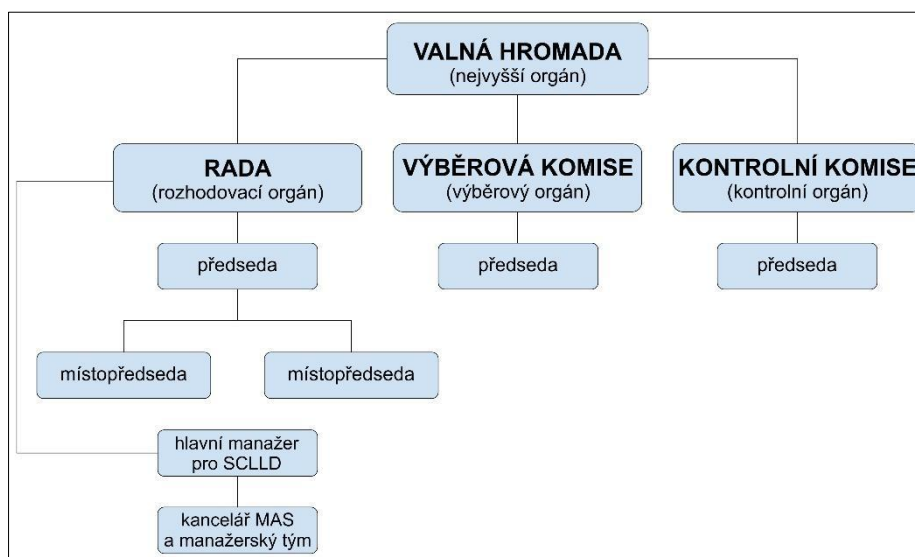 VALNÁ HROMADA
(nejvyšší orgán)
RADA
(rozhodovací orgán)
VÝBĚROVÁ KOMISE
(výběrový orgán)
KONTROLNÍ KOMISE
(kontrolní orgán)
předseda
předseda
předseda
místopředseda
místopředseda
hlavní manažer
pro SCLLD
kancelář MAS
a manažerský tým